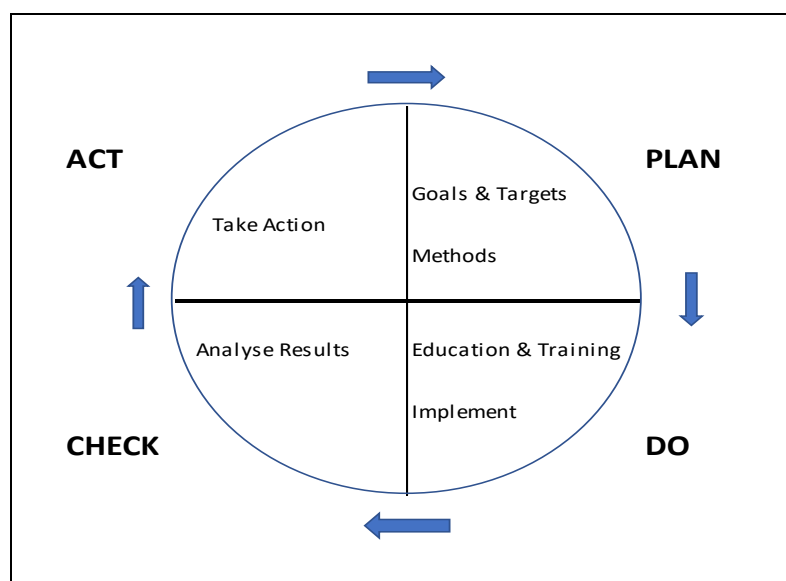 ACT
PLAN
Goals & Targets
Take Action
Methods
Analyse Results
Education & Training
Implement
CHECK
DO